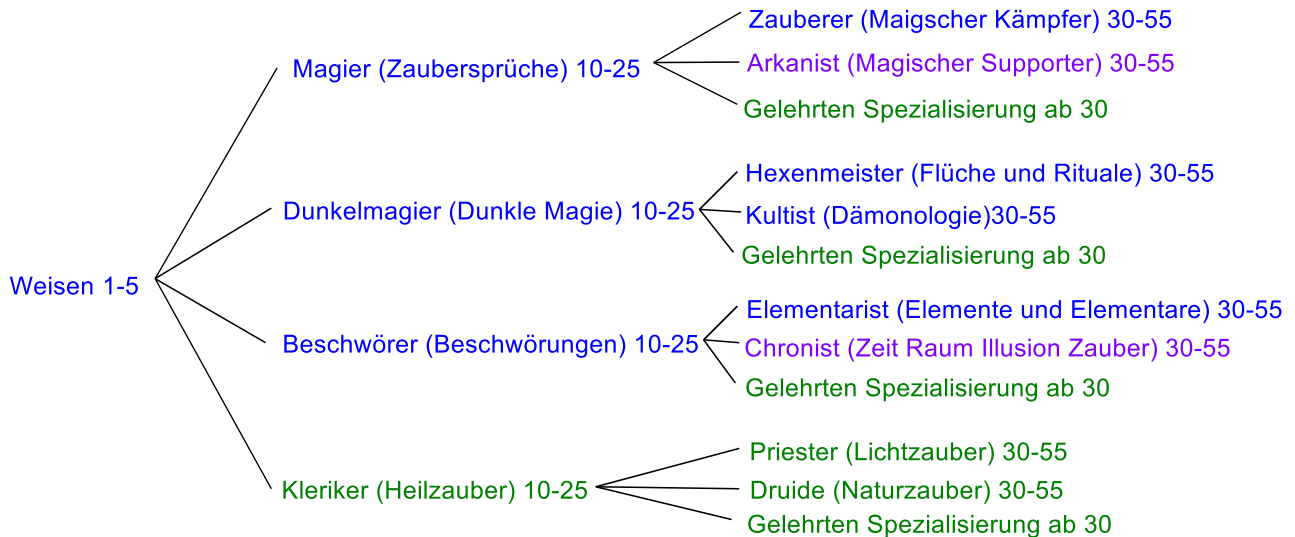 Zauberer (Maigscher Kämpfer) 30-55
Magier (Zaubersprüche) 10-25
Arkanist (Magischer Supporter) 30-55
Gelehrten Spezialisierung ab 30
Hexenmeister (Flüche und Rituale) 30-55
Dunkelmagier (Dunkle Magie) 10-25
Kultist (Dämonologie)30-55
Gelehrten Spezialisierung ab 30
Weisen 1-5
Elementarist (Elemente und Elementare) 30-55
Beschwörer (Beschwörungen) 10-25
Chronist (Zeit Raum Illusion Zauber) 30-55
Gelehrten Spezialisierung ab 30
Priester (Lichtzauber) 30-55
Kleriker (Heilzauber) 10-25
Druide (Naturzauber) 30-55
Gelehrten Spezialisierung ab 30